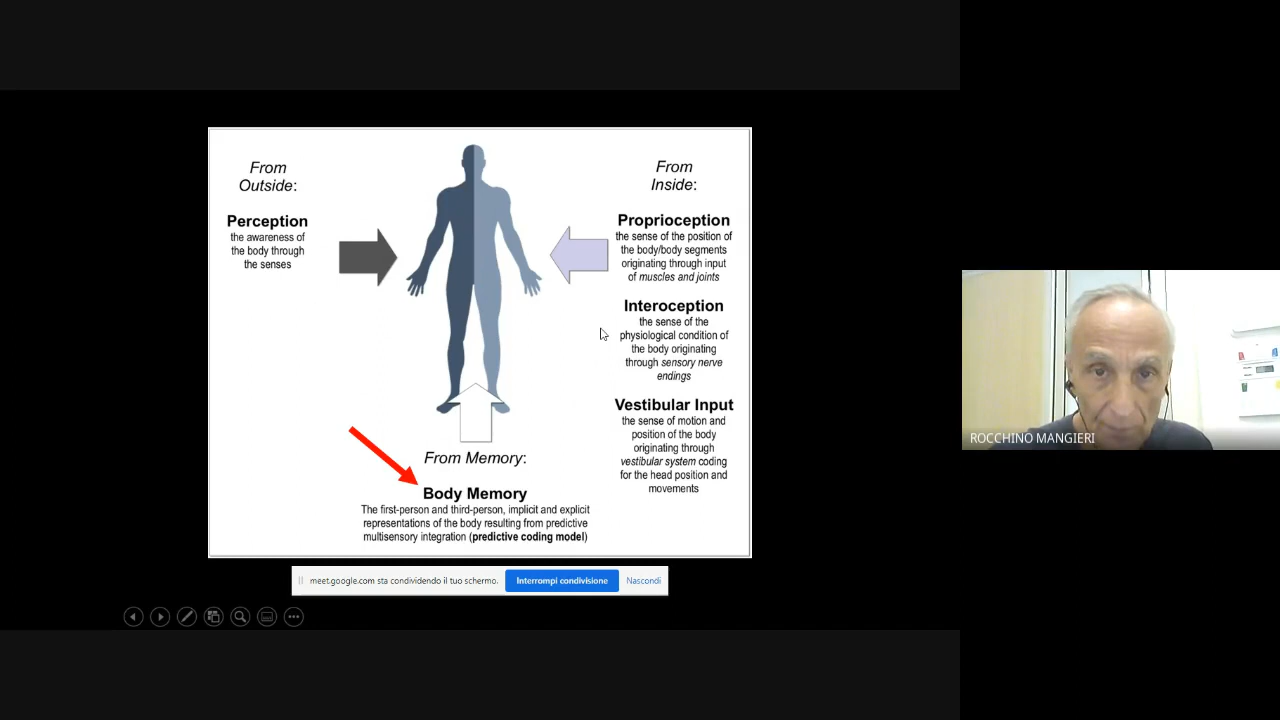 From
Outside:
Perception
the awareness of
the body through
the senses
From
Inside:
Proprioception
the sense of the position of
the body/body segments
originating through input
of muscles and joints
Interoception
the sense of the
physiological condition of
the body originating
through sensory nerve
endings
Vestibular Input
the sense of motion and
position of the body
originating through
vestibular system coding
for the head position and
movements
From Memory:
Body Memory
The first-person and third-person, implicit and explicit
representations of the body resulting from predictive
multisensory integration (predictive coding model)
meet.google.com sta condividendo il tuo schermo.
Interrompi condivisione
Nascondi
ROCCHINO MANGIERI